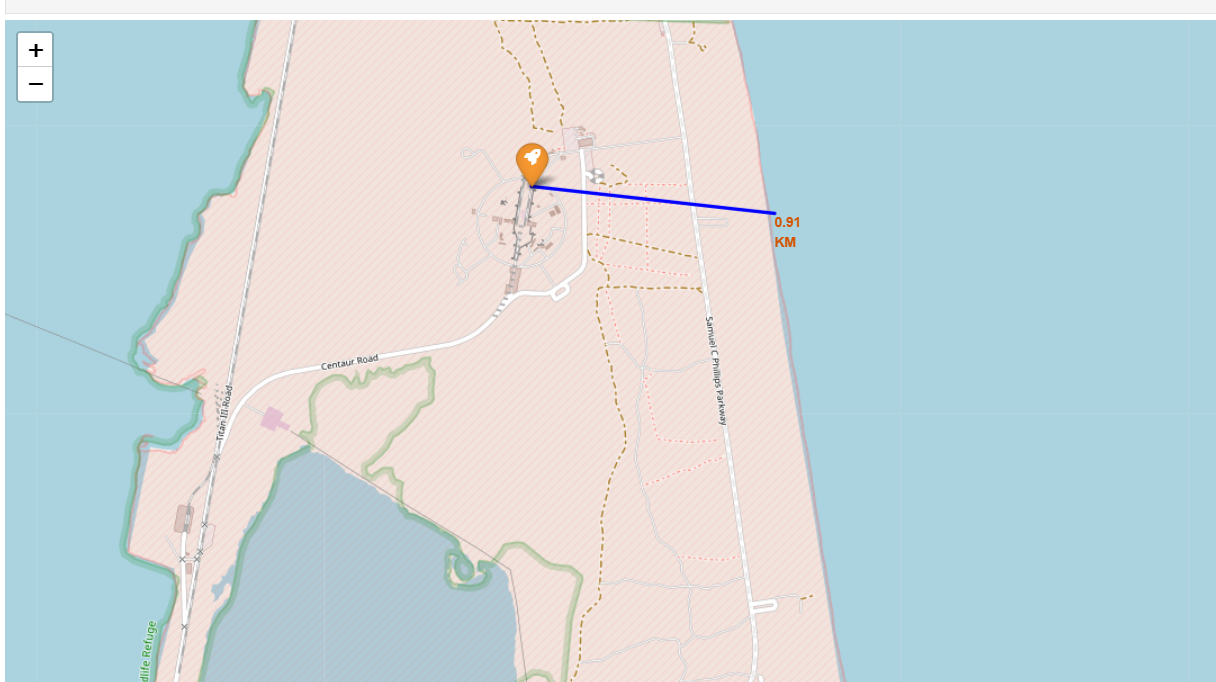 +
−
0.91
KM
Samuel C Phillips Parkway
Centaur Road
Titan III Road
dlife Refuge